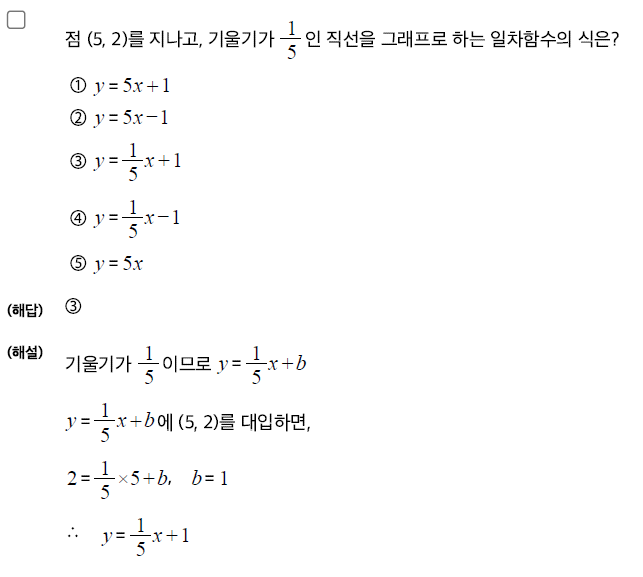 점 (5, 2)를 지나고, 기울기가 1/5 인 직선을 그래프로 하는 일차함수의 식은?
① y = 5x + 1
② y = 5x − 1
③ y = 1/5 x + 1
④ y = 1/5 x − 1
⑤ y = 5x
(해답) ③
(해설) 기울기가 1/5 이므로 y = 1/5 x + b
y = 1/5 x + b에 (5, 2)를 대입하면,
2 = 1/5 × 5 + b, b = 1
∴ y = 1/5 x + 1